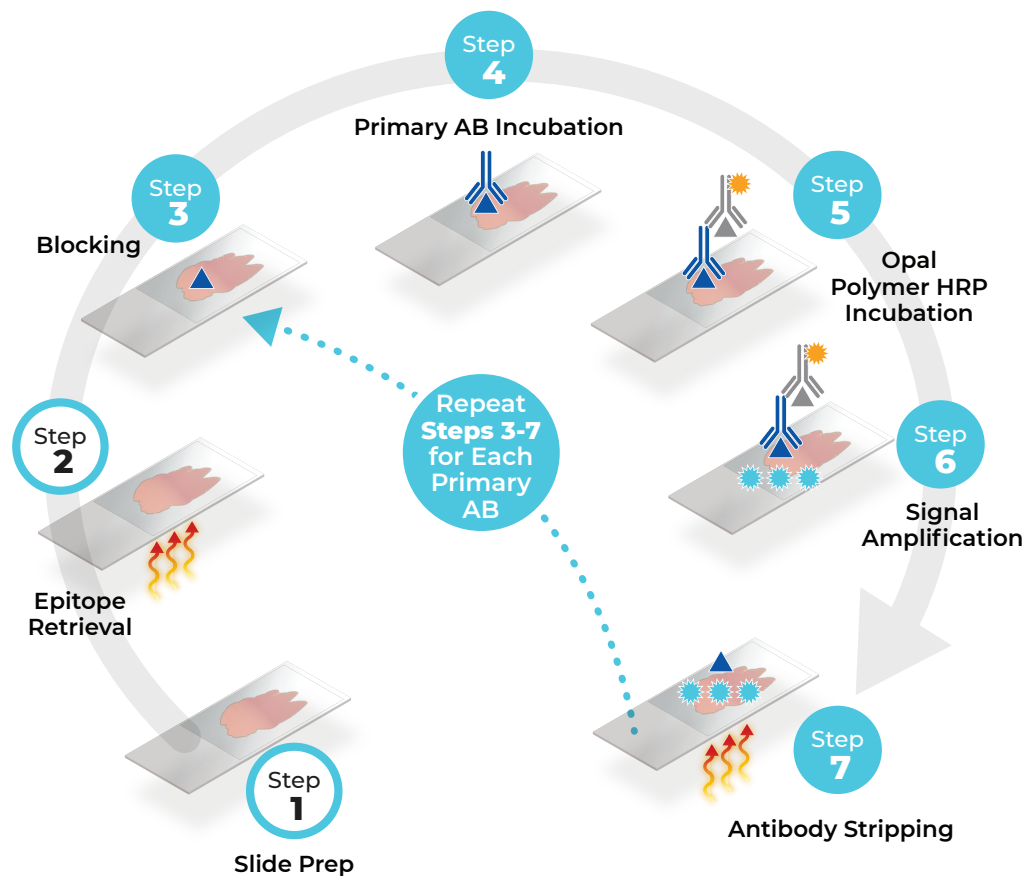 Step
1
Slide Prep
Step
2
Epitope
Retrieval
Step
3
Blocking
Step
4
Primary AB Incubation
Step
5
Opal
Polymer HRP
Incubation
Step
6
Signal
Amplification
Step
7
Antibody Stripping
Repeat
Steps 3-7
for Each
Primary
AB